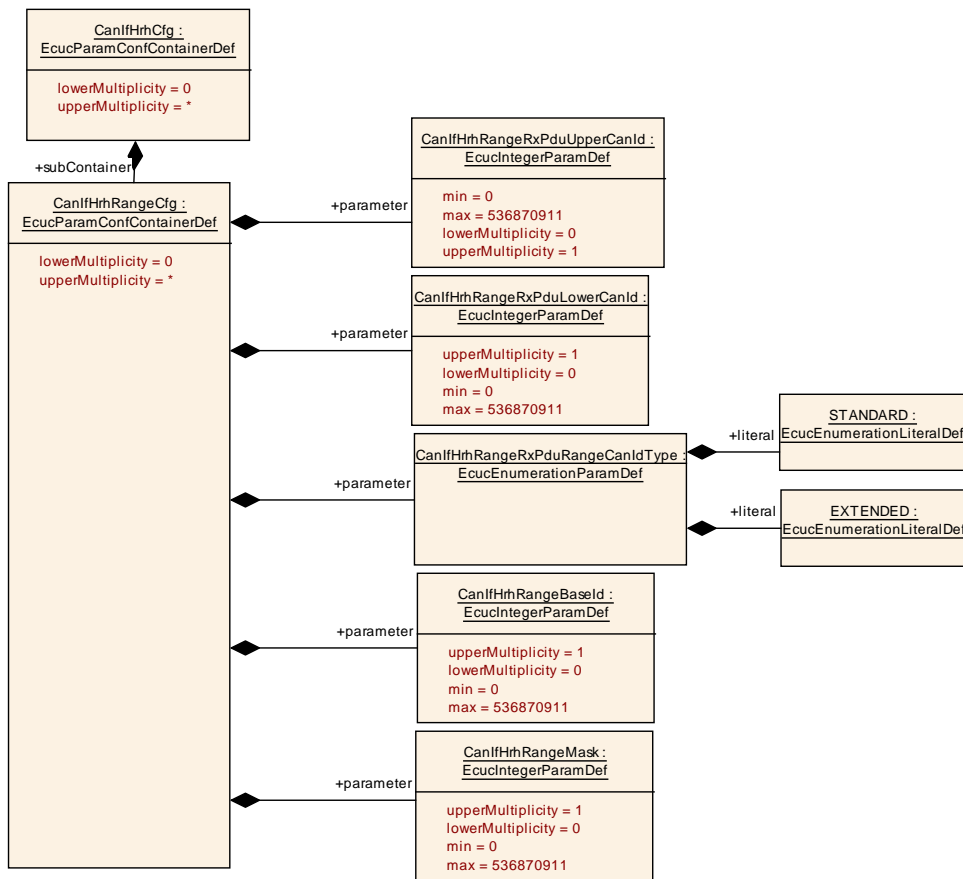 CanIfHrhCfg :
EcucParamConfContainerDef
lowerMultiplicity = 0
upperMultiplicity = *
+subContainer
CanIfHrhRangeCfg :
EcucParamConfContainerDef
lowerMultiplicity = 0
upperMultiplicity = *
+parameter
CanIfHrhRangeRxPduUpperCanId :
EcucIntegerParamDef
min = 0
max = 536870911
lowerMultiplicity = 0
upperMultiplicity = 1
+parameter
CanIfHrhRangeRxPduLowerCanId :
EcucIntegerParamDef
upperMultiplicity = 1
lowerMultiplicity = 0
min = 0
max = 536870911
+parameter
CanIfHrhRangeRxPduRangeCanIdType :
EcucEnumerationParamDef
+literal
STANDARD :
EcucEnumerationLiteralDef
+literal
EXTENDED :
EcucEnumerationLiteralDef
+parameter
CanIfHrhRangeBaseId :
EcucIntegerParamDef
upperMultiplicity = 1
lowerMultiplicity = 0
min = 0
max = 536870911
+parameter
CanIfHrhRangeMask :
EcucIntegerParamDef
upperMultiplicity = 1
lowerMultiplicity = 0
min = 0
max = 536870911